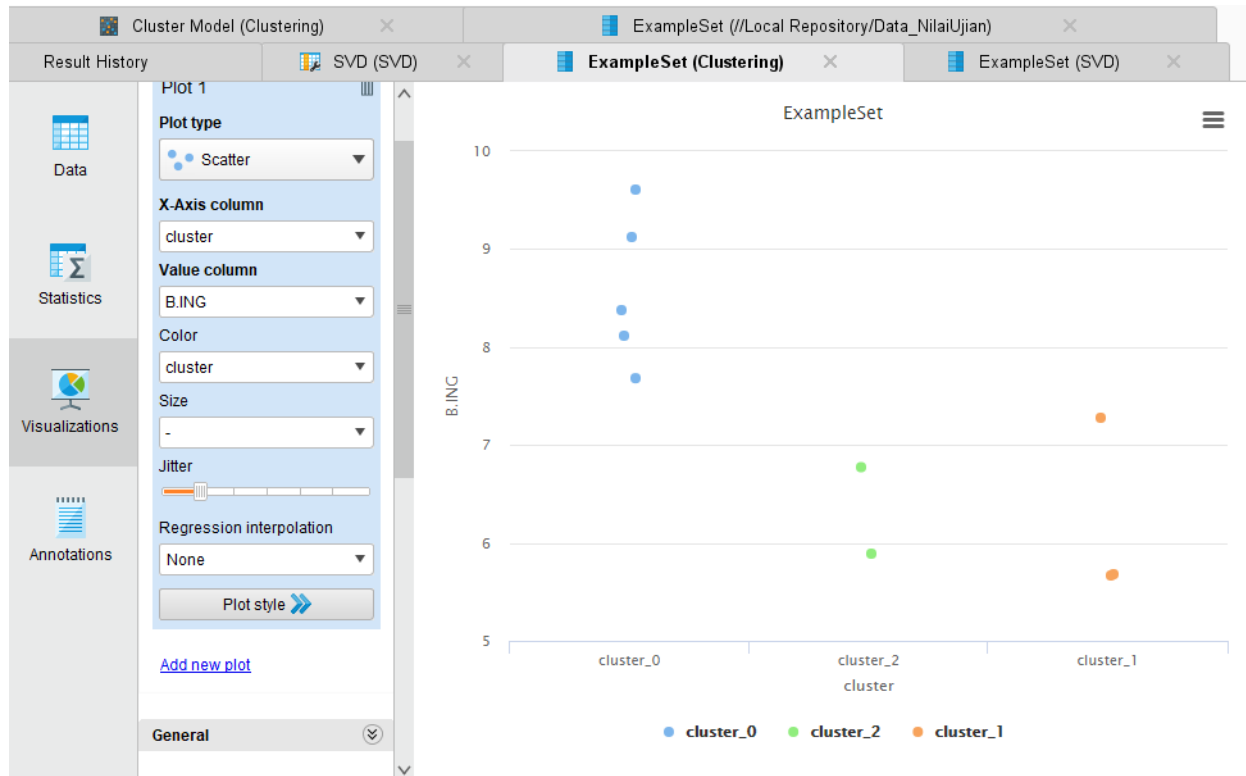 Cluster Model (Clustering)
ExampleSet (//Local Repository/Data_NilaiUjian)
Result History
SVD (SVD)
ExampleSet (Clustering)
ExampleSet (SVD)
Data
Statistics
Visualizations
Annotations
Plot 1
Plot type
Scatter
X-Axis column
cluster
Value column
B.ING
Color
cluster
Size
-
Jitter
Regression interpolation
None
Plot style
Add new plot
General
ExampleSet
10
9
8
7
6
5
B.ING
cluster_0
cluster_2
cluster_1
cluster
cluster_0
cluster_2
cluster_1